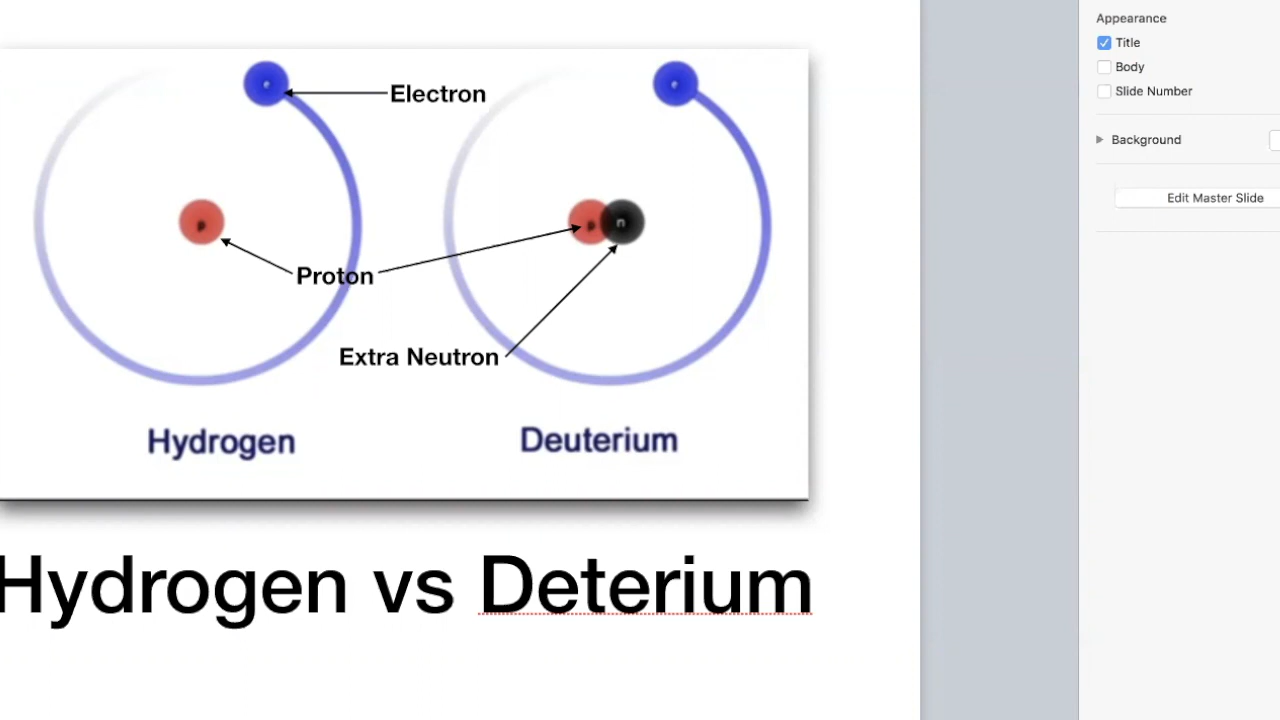 Electron
p
p n
Proton
Extra Neutron
Hydrogen
Deuterium
Hydrogen vs Deterium
Appearance
Title
Body
Slide Number
Background
Edit Master Slide